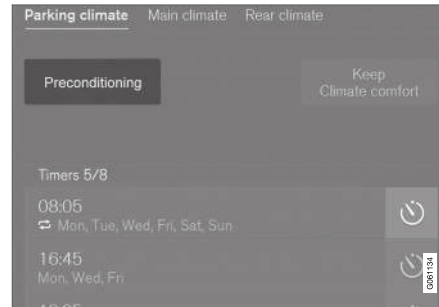 Parking climate Main climate Rear climate
Preconditioning
Keep
Climate comfort
Timers 5/8
08:05
Mon, Tue, Wed, Fri, Sat, Sun
16:45
Mon, Wed, Fri
G061134